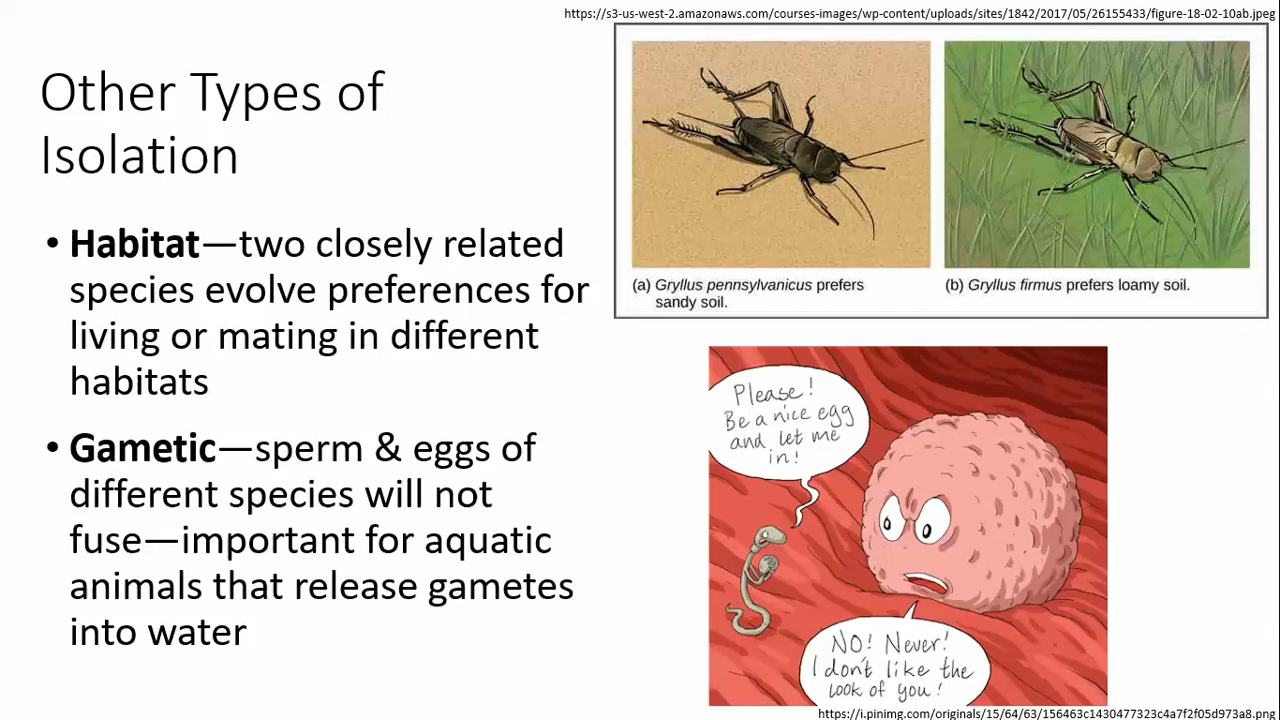 https://s3-us-west-2.amazonaws.com/courses-images/wp-content/uploads/sites/1842/2017/05/26155433/figure-18-02-10ab.jpeg
Other Types of
Isolation
• Habitat—two closely related
species evolve preferences for
living or mating in different
habitats
• Gametic—sperm & eggs of
different species will not
fuse—important for aquatic
animals that release gametes
into water
(a) Gryllus pennsylvanicus prefers
sandy soil.
(b) Gryllus firmus prefers loamy soil.
Please!
Be a nice egg
and let me
in!
NO! Never!
I don't like the
look of you!
https://i.pinimg.com/originals/15/64/63/156463c1430477323c4a7f2f05d973a8.png